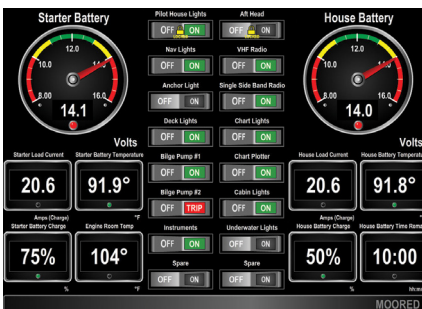 Starter Battery
12.0
10.0
14.0
8.00
16.0
14.1
Volts
Starter Load Current
Starter Battery Temperature
20.6
91.9°
Amps (Charge)
°F
Starter Battery Charge
Engine Room Temp
75%
104°
%
°F
Pilot House Lights
Aft Head
OFF ON
OFF ON
LOCKED
LOCKED
Nav Lights
VHF Radio
OFF ON
OFF ON
Anchor Light
Single Side Band Radio
OFF ON
OFF ON
Deck Lights
Chart Lights
OFF ON
OFF ON
Bilge Pump #1
Chart Plotter
OFF ON
OFF ON
Bilge Pump #2
Cabin Lights
OFF TRIP
OFF ON
Instruments
Underwater Lights
OFF ON
OFF ON
Spare
Spare
OFF ON
OFF ON
House Battery
12.0
10.0
14.0
8.00
16.0
14.0
Volts
House Load Current
House Battery Temperatu
20.6
91.8°
Amps (Charge)
°F
House Battery Charge
House Battery Time Rema
50%
10:00
%
hh:m
MOORED